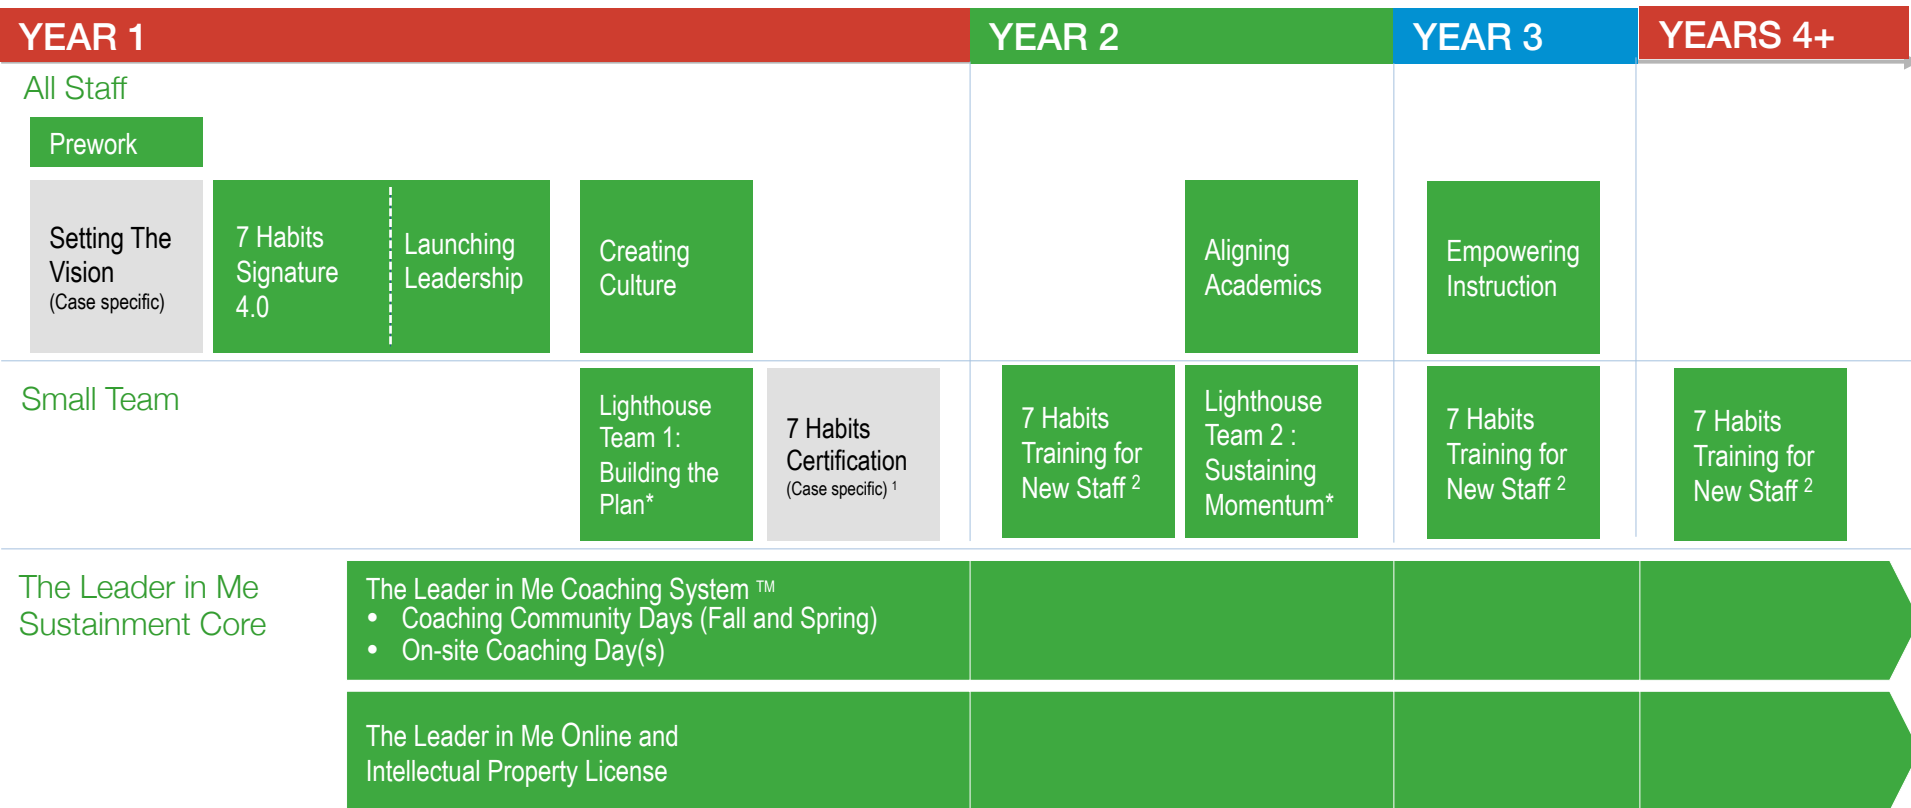 YEAR 1
YEAR 2
YEAR 3
YEARS 4+
All Staff
Prework
Setting The
Vision
(Case specific)
7 Habits
Signature
4.0
Launching
Leadership
Creating
Culture
Aligning
Academics
Empowering
Instruction
Small Team
Lighthouse
Team 1:
Building the
Plan*
7 Habits
Certification
(Case specific) 1
7 Habits
Training for
New Staff 2
Lighthouse
Team 2 :
Sustaining
Momentum*
7 Habits
Training for
New Staff 2
7 Habits
Training for
New Staff 2
The Leader in Me
Sustainment Core
The Leader in Me Coaching System ™
• Coaching Community Days (Fall and Spring)
• On-site Coaching Day(s)
The Leader in Me Online and
Intellectual Property License